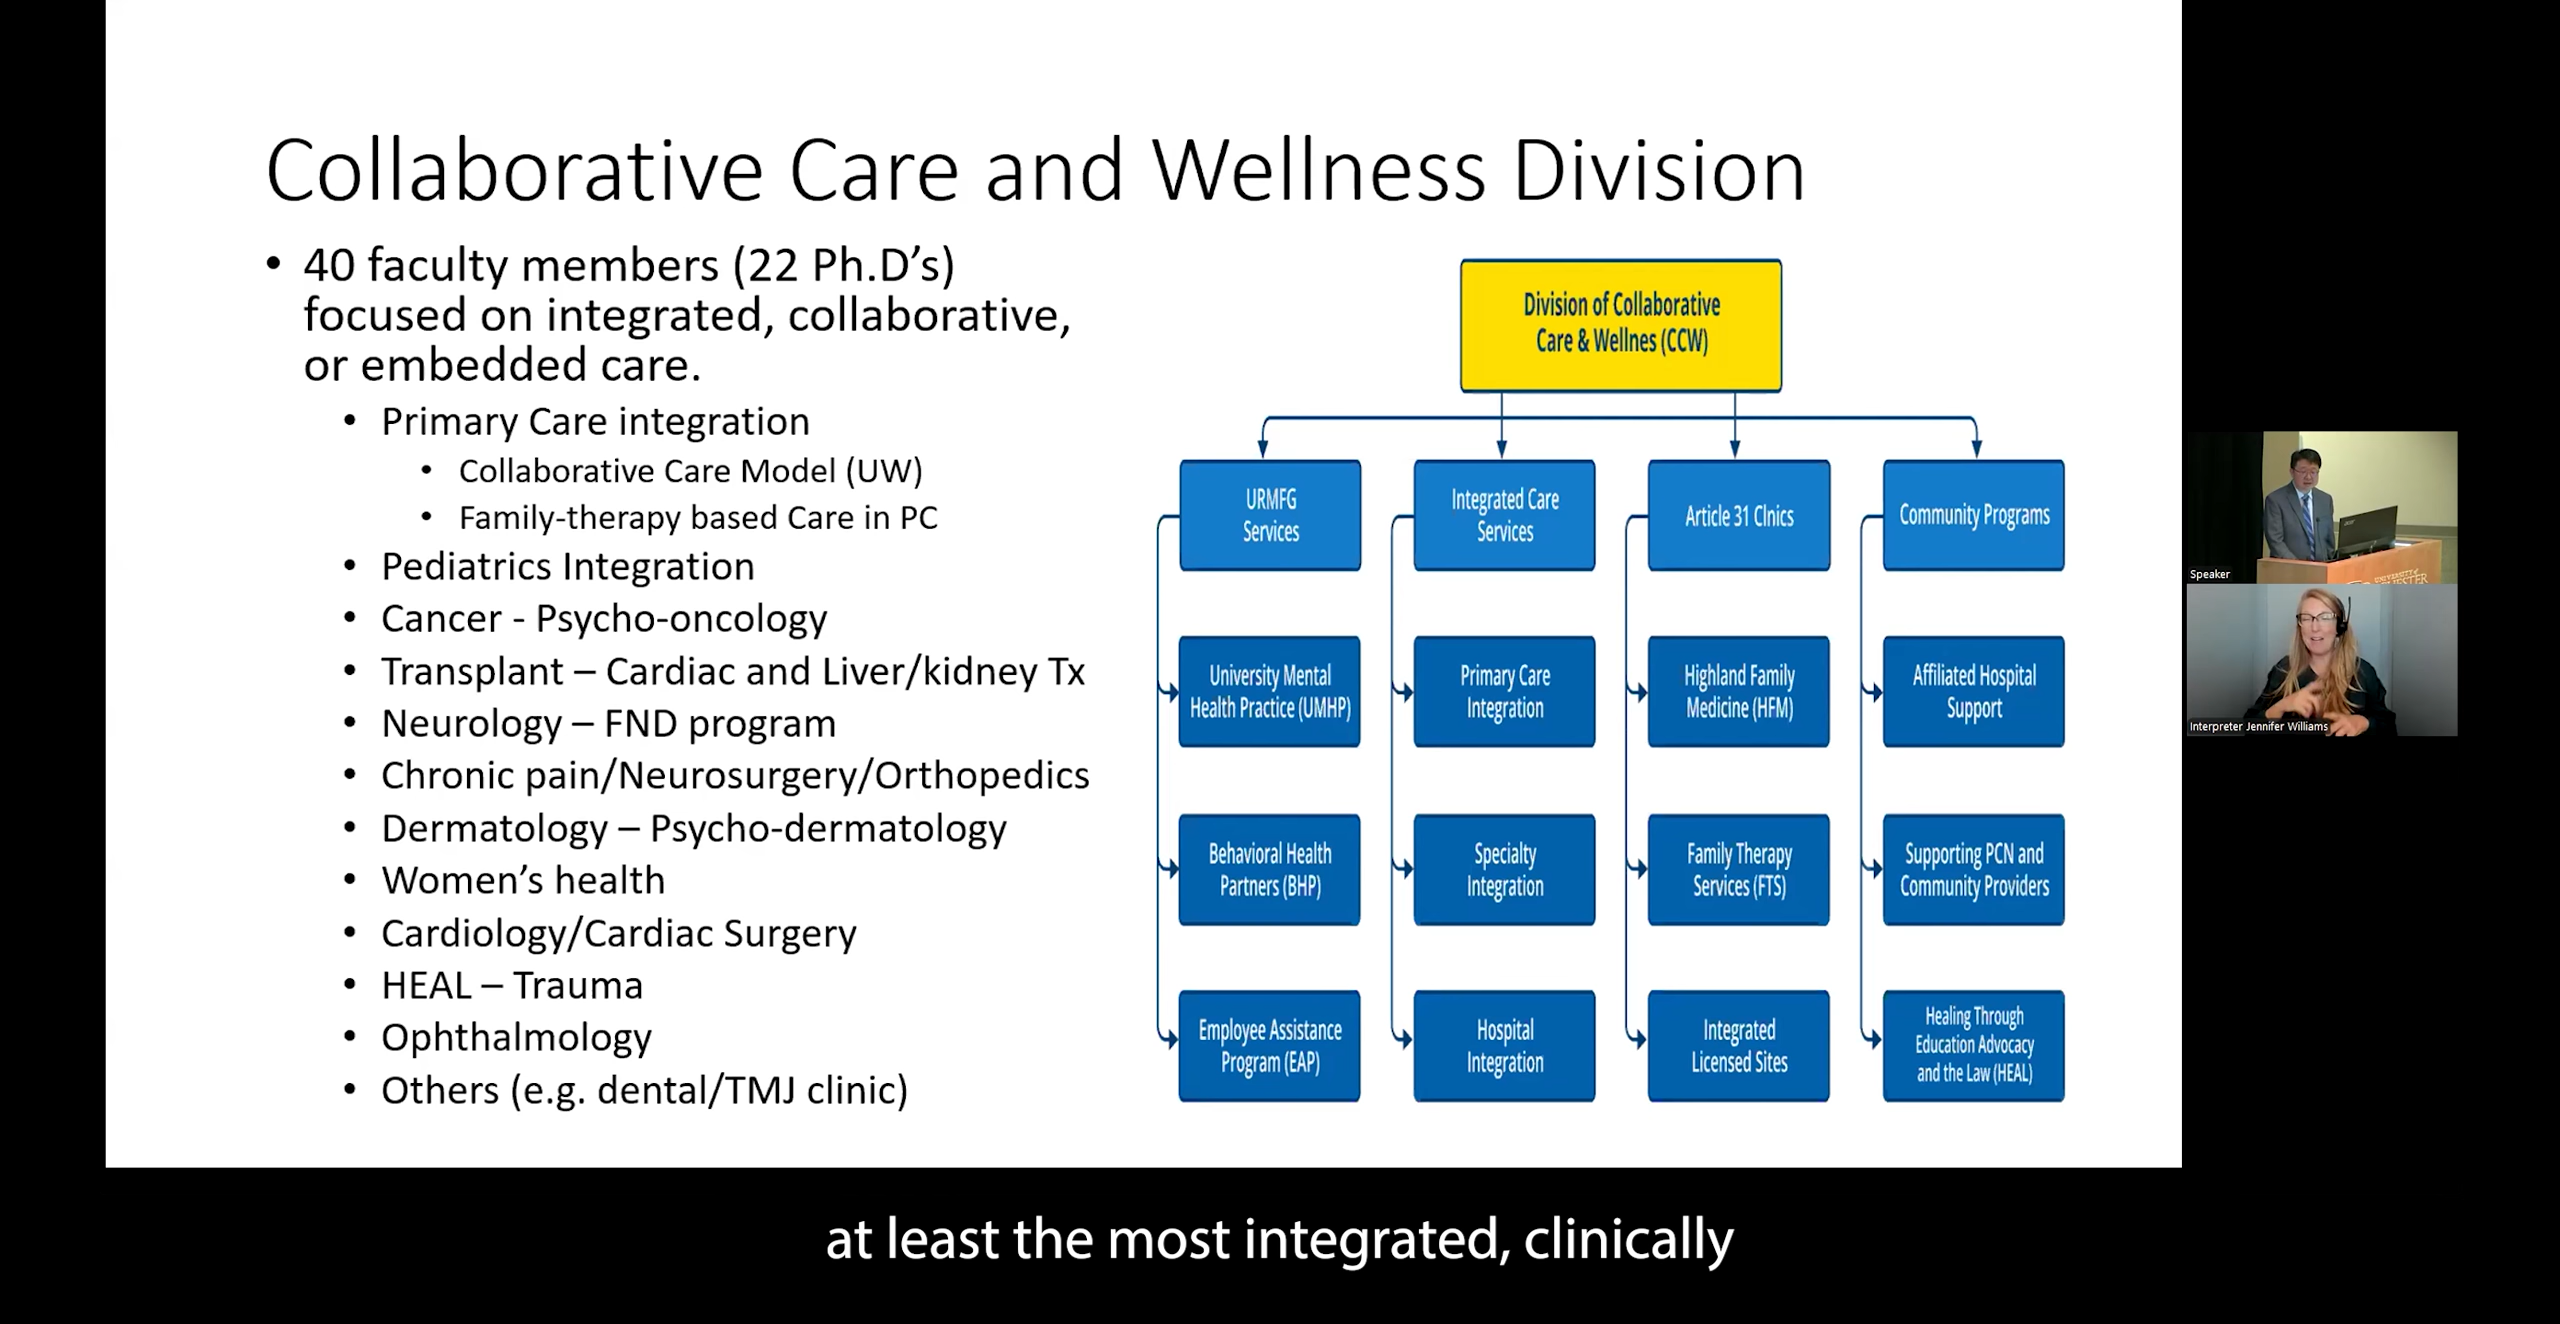 Collaborative Care and Wellness Division
• 40 faculty members (22 Ph.D’s)
focused on integrated, collaborative,
or embedded care.
• Primary Care integration
• Collaborative Care Model (UW)
• Family-therapy based Care in PC
• Pediatrics Integration
• Cancer - Psycho-oncology
• Transplant – Cardiac and Liver/kidney Tx
• Neurology – FND program
• Chronic pain/Neurosurgery/Orthopedics
• Dermatology – Psycho-dermatology
• Women’s health
• Cardiology/Cardiac Surgery
• HEAL – Trauma
• Ophthalmology
• Others (e.g. dental/TMJ clinic)
Division of Collaborative
Care & Wellnes (CCW)
URMFG
Services
University Mental
Health Practice (UMHP)
Behavioral Health
Partners (BHP)
Employee Assistance
Program (EAP)
Integrated Care
Services
Primary Care
Integration
Specialty
Integration
Hospital
Integration
Article 31 Clnics
Highland Family
Medicine (HFM)
Family Therapy
Services (FTS)
Integrated
Licensed Sites
Community Programs
Affiliated Hospital
Support
Supporting PCN and
Community Providers
Healing Through
Education Advocacy
and the Law (HEAL)
Speaker
Interpreter Jennifer Williams
at least the most integrated, clinically